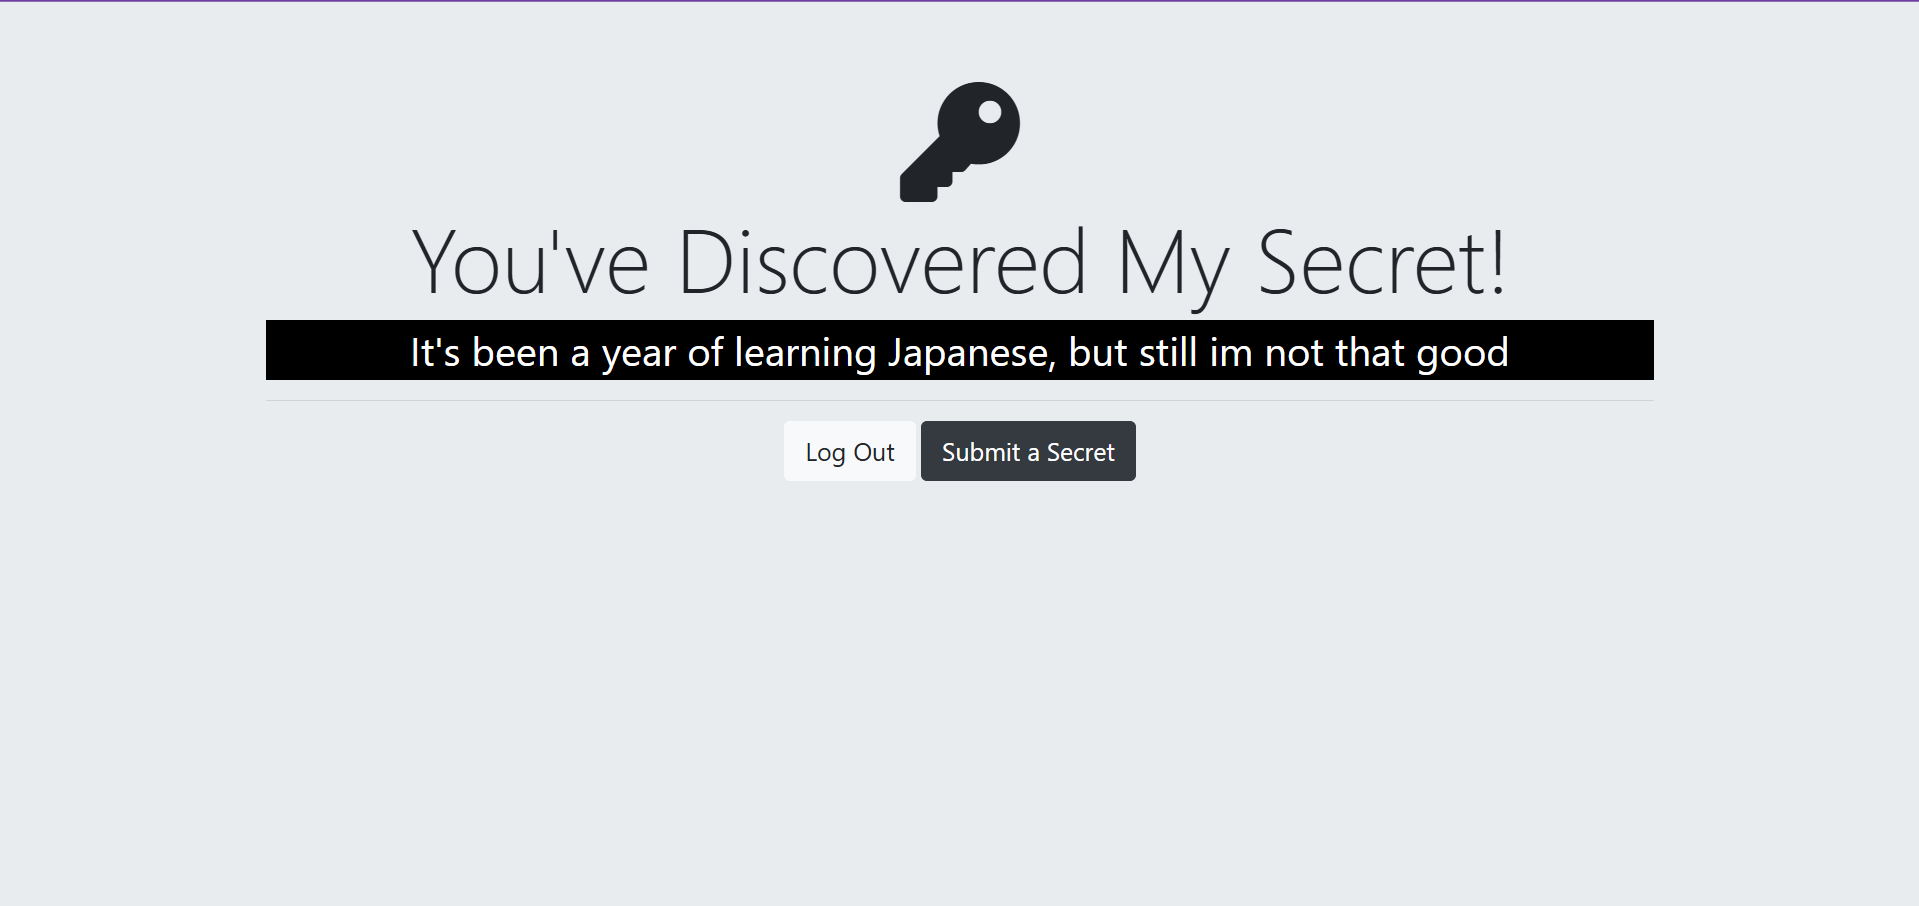 You've Discovered My Secret!
It's been a year of learning Japanese, but still im not that good
Log Out
Submit a Secret